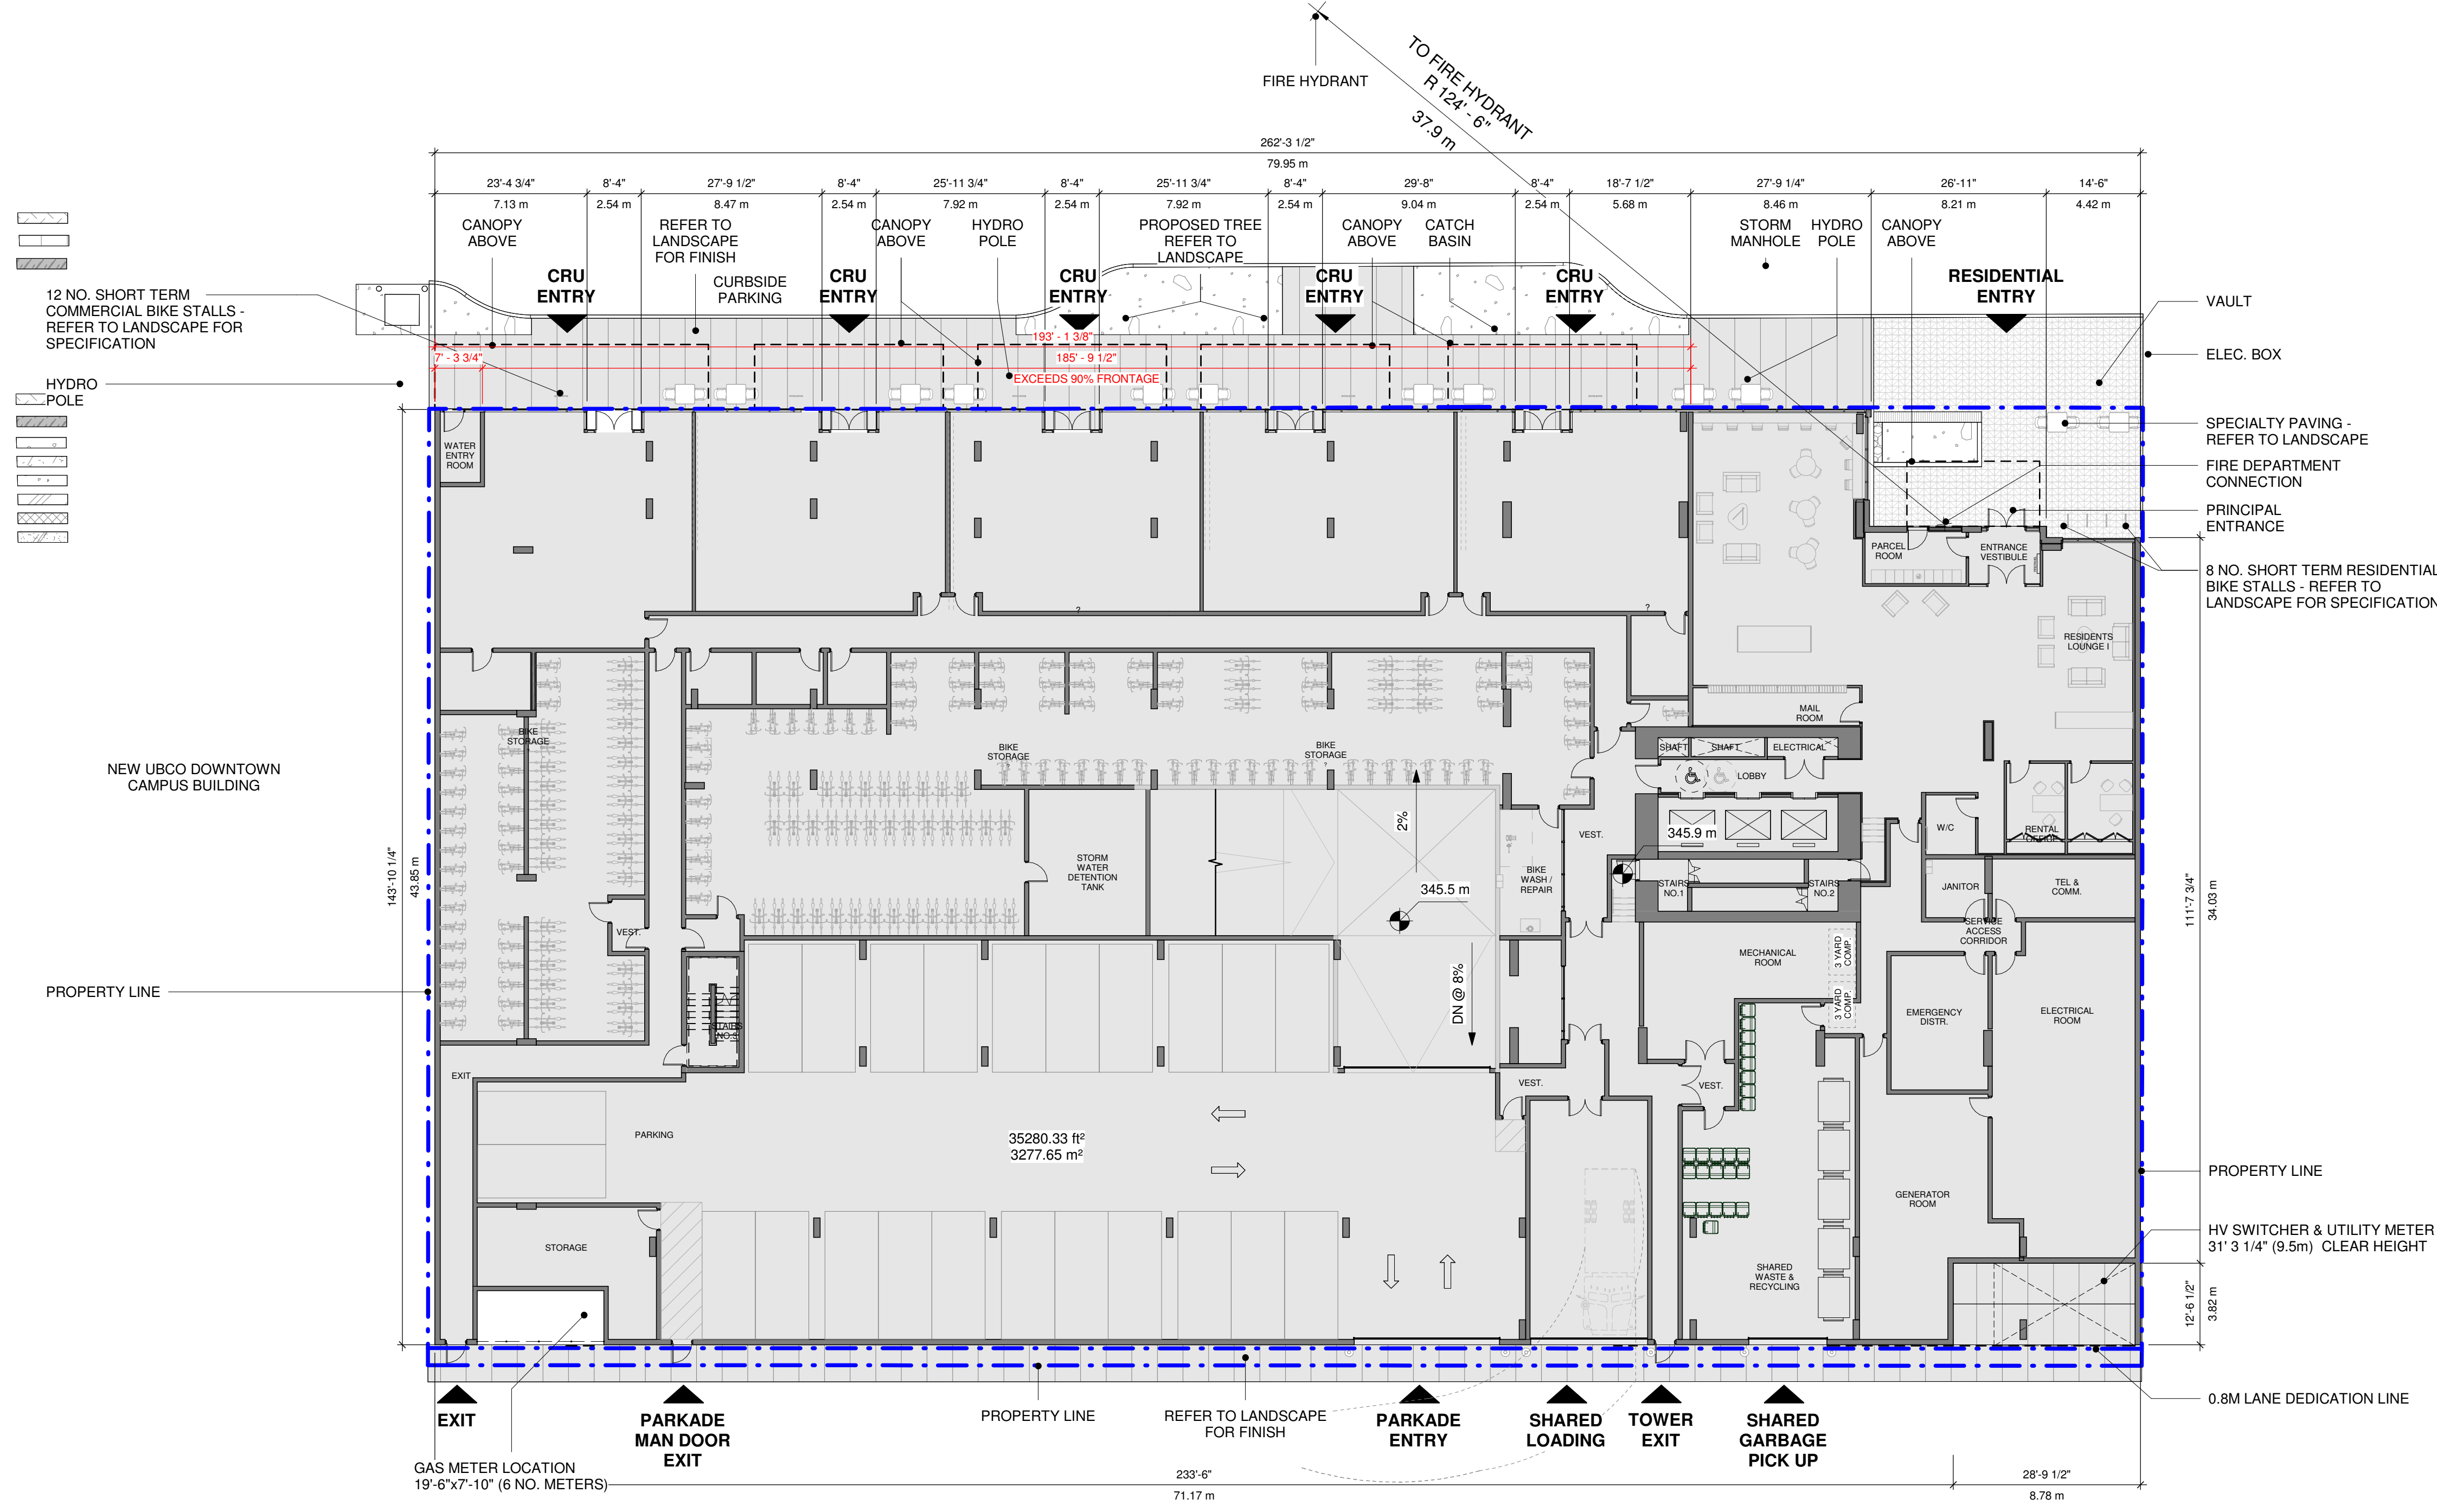 FIRE HYDRANT
TO FIRE HYDRANT
R 124' - 6"
37.9 m
262'-3 1/2"
79.95 m
23'-4 3/4"
8'-4"
27'-9 1/2"
8'-4"
25'-11 3/4"
8'-4"
25'-11 3/4"
8'-4"
29'-8"
8'-4"
18'-7 1/2"
27'-9 1/4"
26'-11"
14'-6"
7.13 m
2.54 m
8.47 m
2.54 m
7.92 m
2.54 m
7.92 m
2.54 m
9.04 m
2.54 m
5.68 m
8.46 m
8.21 m
4.42 m
CANOPY
ABOVE
REFER TO
LANDSCAPE
FOR FINISH
CURBSIDE
PARKING
CANOPY
ABOVE
HYDRO
POLE
PROPOSED TREE
REFER TO
LANDSCAPE
CANOPY
ABOVE
CATCH
BASIN
STORM
MANHOLE
HYDRO
POLE
CANOPY
ABOVE
CRU
ENTRY
CRU
ENTRY
CRU
ENTRY
CRU
ENTRY
CRU
ENTRY
RESIDENTIAL
ENTRY
12 NO. SHORT TERM
COMMERCIAL BIKE STALLS -
REFER TO LANDSCAPE FOR
SPECIFICATION
HYDRO
POLE
193' - 1 3/8"
7' - 3 3/4"
185' - 9 1/2"
EXCEEDS 90% FRONTAGE
VAULT
ELEC. BOX
SPECIALTY PAVING -
REFER TO LANDSCAPE
FIRE DEPARTMENT
CONNECTION
PRINCIPAL
ENTRANCE
8 NO. SHORT TERM RESIDENTIAL
BIKE STALLS - REFER TO
LANDSCAPE FOR SPECIFICATION
WATER
ENTRY
ROOM
PARCEL
ROOM
ENTRANCE
VESTIBULE
?
?
RESIDENTS
LOUNGE I
MAIL
ROOM
BIKE
STORAGE
BIKE
STORAGE
?
BIKE
STORAGE
?
SHAFT
SHAFT
ELECTRICAL
LOBBY
NEW UBCO DOWNTOWN
CAMPUS BUILDING
143'-10 1/4"
43.85 m
2%
345.9 m
VEST.
W/C
RENTAL
OFFICE
STORM
WATER
DETENTION
TANK
BIKE
WASH /
REPAIR
345.5 m
STAIRS
NO.1
STAIRS
NO.2
JANITOR
TEL &
COMM.
SERVICE
ACCESS
CORRIDOR
111'-7 3/4"
34.03 m
VEST.
MECHANICAL
ROOM
3 YARD
COMP.
3 YARD
COMP.
DN @ 8%
PROPERTY LINE
STAIRS
NO.3
EMERGENCY
DISTR.
ELECTRICAL
ROOM
EXIT
VEST.
VEST.
PARKING
35280.33 ft²
3277.65 m²
PROPERTY LINE
GENERATOR
ROOM
HV SWITCHER & UTILITY METER
31' 3 1/4" (9.5m) CLEAR HEIGHT
STORAGE
SHARED
WASTE &
RECYCLING
12'-6 1/2"
3.82 m
0.8M LANE DEDICATION LINE
EXIT
PARKADE
MAN DOOR
EXIT
PROPERTY LINE
REFER TO LANDSCAPE
FOR FINISH
PARKADE
ENTRY
SHARED
LOADING
TOWER
EXIT
SHARED
GARBAGE
PICK UP
GAS METER LOCATION
19'-6"x7'-10" (6 NO. METERS)
233'-6"
71.17 m
28'-9 1/2"
8.78 m